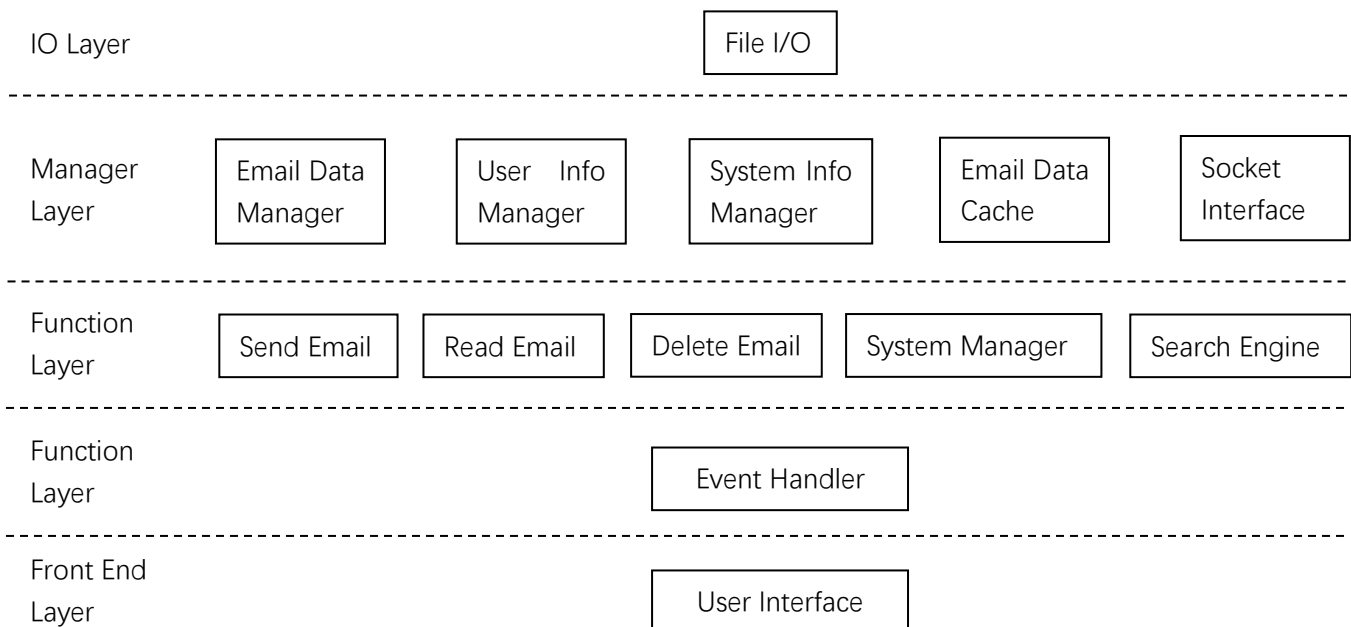 IO Layer
File I/O
Manager
Layer
Email Data
Manager
User Info
Manager
System Info
Manager
Email Data
Cache
Socket
Interface
Function
Layer
Send Email
Read Email
Delete Email
System Manager
Search Engine
Function
Layer
Event Handler
Front End
Layer
User Interface